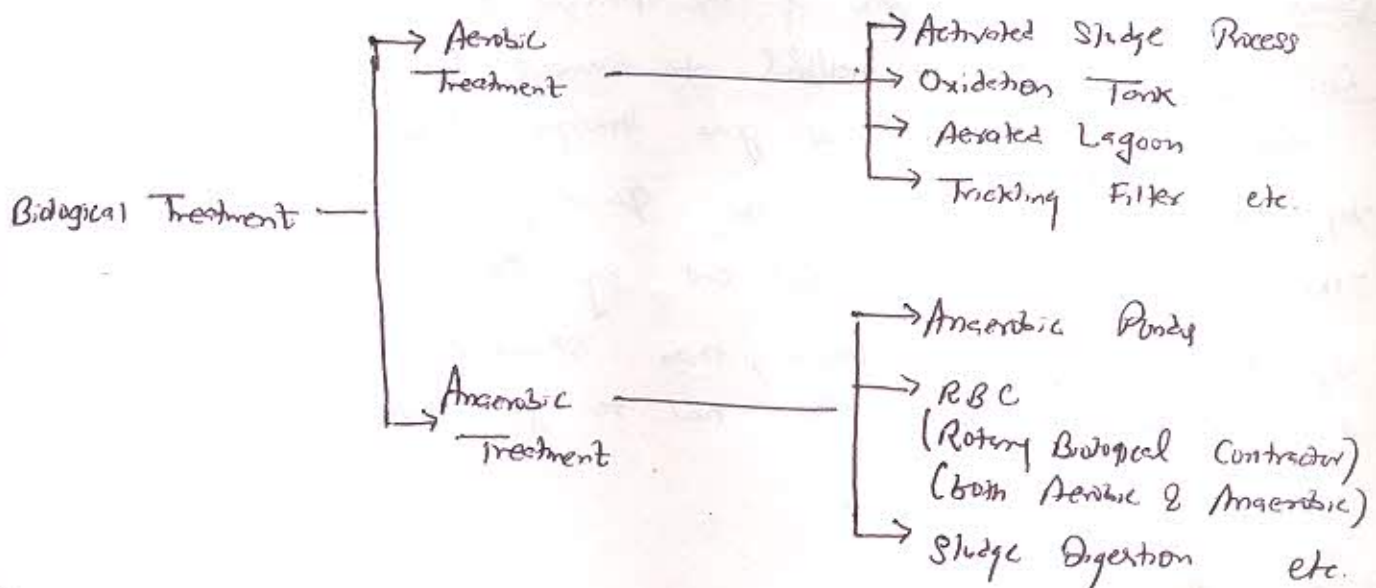 Biological Treatment
Aerobic
Treatment
Activated Sludge Process
Oxidation Tank
Aerated Lagoon
Trickling Filter etc.
Anaerobic
Treatment
Anaerobic Ponds
RBC
(Rotary Biological Contractor)
(both Aerobic & Anaerobic)
Sludge Digestion etc.